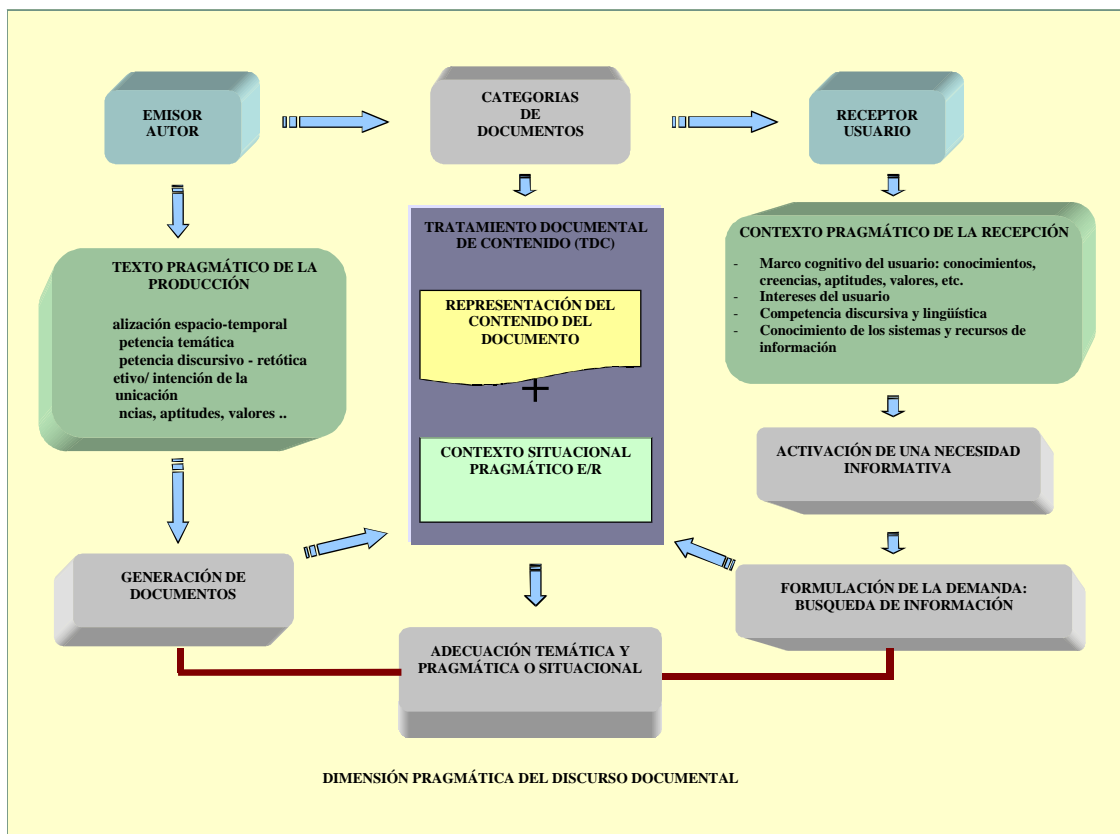 EMISOR
AUTOR
CATEGORIAS
DE
DOCUMENTOS
RECEPTOR
USUARIO
TEXTO PRAGMÁTICO DE LA
PRODUCCIÓN
alización espacio-temporal
petencia temática
petencia discursivo - retótica
etivo/ intención de la
unicación
ncias, aptitudes, valores ..
TRATAMIENTO DOCUMENTAL
DE CONTENIDO (TDC)
REPRESENTACIÓN DEL
CONTENIDO DEL
DOCUMENTO
+
CONTEXTO SITUACIONAL
PRAGMÁTICO E/R
CONTEXTO PRAGMÁTICO DE LA RECEPCIÓN
- Marco cognitivo del usuario: conocimientos,
creencias, aptitudes, valores, etc.
- Intereses del usuario
- Competencia discursiva y lingüística
- Conocimiento de los sistemas y recursos de
información
ACTIVACIÓN DE UNA NECESIDAD
INFORMATIVA
GENERACIÓN DE
DOCUMENTOS
FORMULACIÓN DE LA DEMANDA:
BUSQUEDA DE INFORMACIÓN
ADECUACIÓN TEMÁTICA Y
PRAGMÁTICA O SITUACIONAL
DIMENSIÓN PRAGMÁTICA DEL DISCURSO DOCUMENTAL